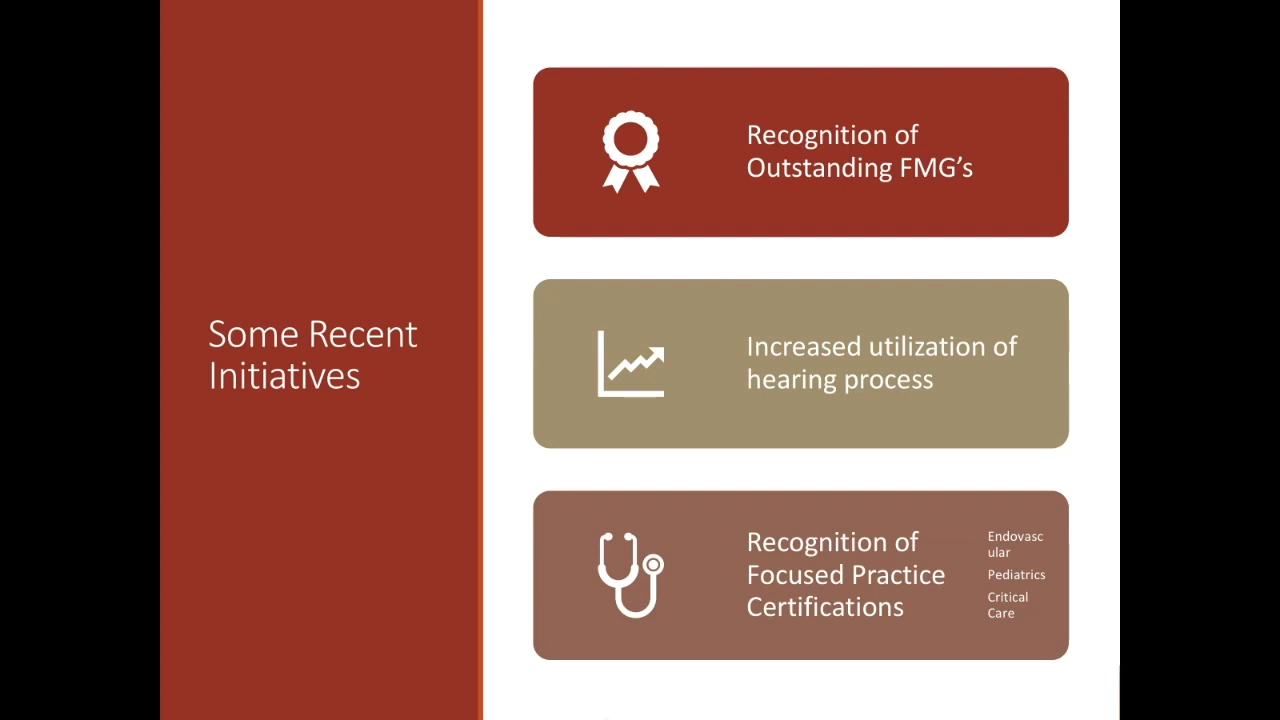 Some Recent
Initiatives
Recognition of
Outstanding FMG’s
Increased utilization of
hearing process
Recognition of
Focused Practice
Certifications
Endovasc
ular
Pediatrics
Critical
Care